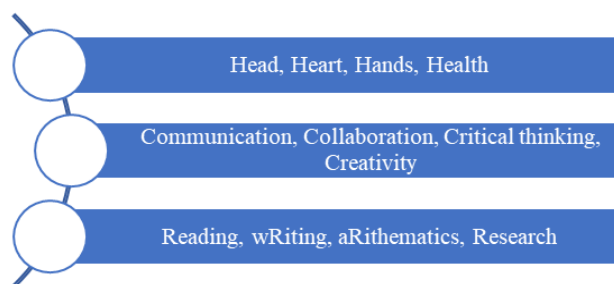 Head, Heart, Hands, Health
Communication, Collaboration, Critical thinking,
Creativity
Reading, wRiting, aRithematics, Research